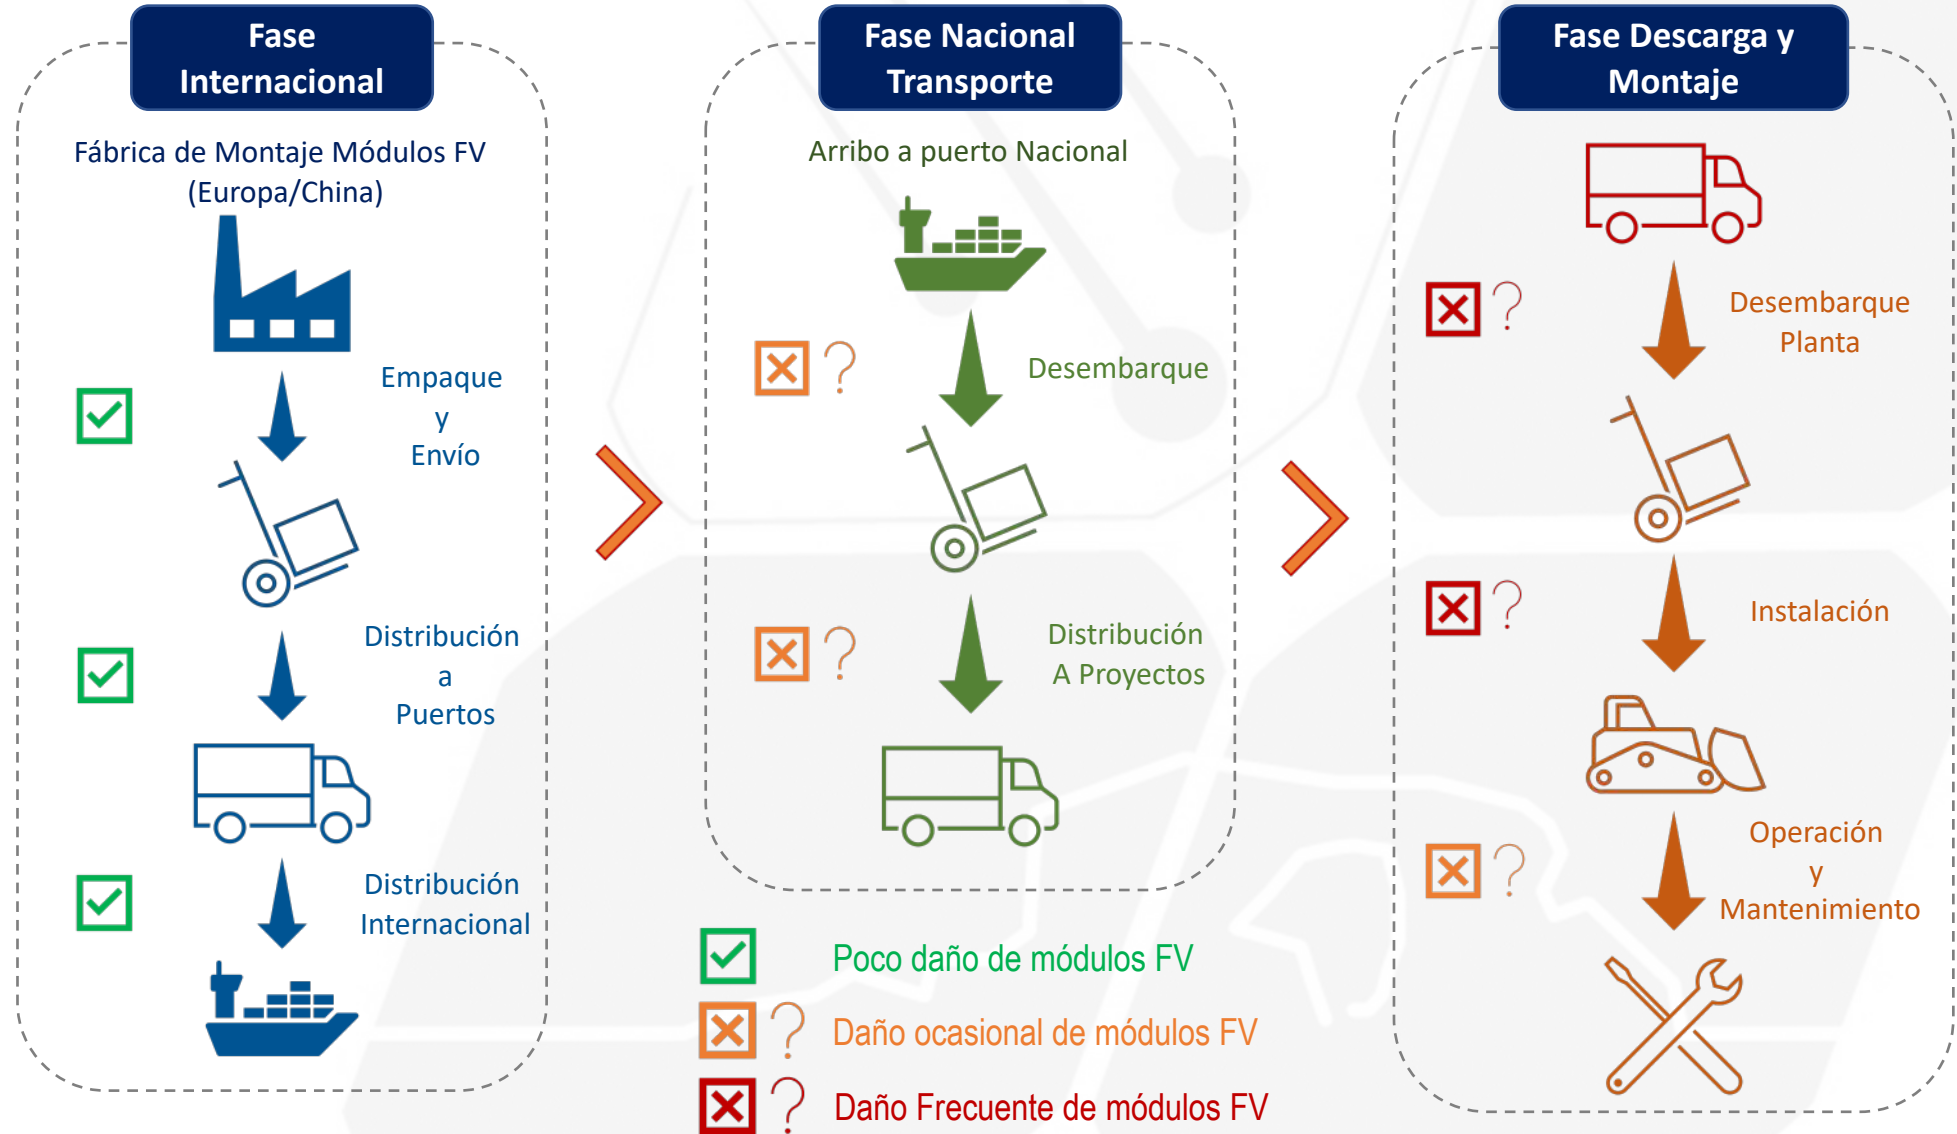 Fase
Internacional
Fábrica de Montaje Módulos FV
(Europa/China)
Empaque
y
Envío
Distribución
a
Puertos
Distribución
Internacional
Fase Nacional
Transporte
Arribo a puerto Nacional
?
Desembarque
?
Distribución
A Proyectos
Fase Descarga y
Montaje
?
Desembarque
Planta
?
Instalación
?
Operación
y
Mantenimiento
Poco daño de módulos FV
? Daño ocasional de módulos FV
? Daño Frecuente de módulos FV